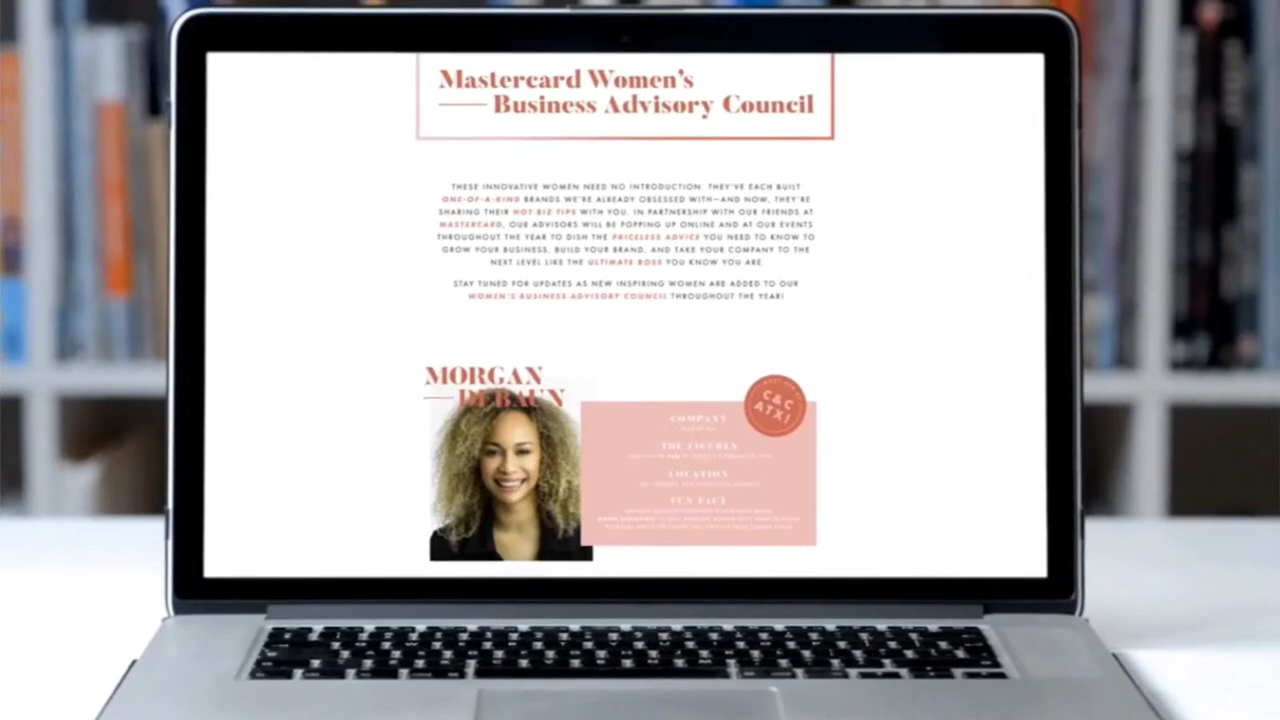 Mastercard Women's
Business Advisory Council
THESE INNOVATIVE WOMEN NEED NO INTRODUCTION. THEY'VE EACH BUILT
ONE-OF-A-KIND BRANDS WE'RE ALREADY OBSESSED WITH—AND NOW, THEY'RE
SHARING THEIR HOT BIZ TIPS WITH YOU. IN PARTNERSHIP WITH OUR FRIENDS AT
MASTERCARD, OUR ADVISORS WILL BE POPPING UP ONLINE AND AT OUR EVENTS
THROUGHOUT THE YEAR TO DISH THE PRICELESS ADVICE YOU NEED TO KNOW TO
GROW YOUR BUSINESS, BUILD YOUR BRAND, AND TAKE YOUR COMPANY TO THE
NEXT LEVEL LIKE THE ULTIMATE BOSS YOU KNOW YOU ARE.
STAY TUNED FOR UPDATES AS NEW INSPIRING WOMEN ARE ADDED TO OUR
WOMEN'S BUSINESS ADVISORY COUNCIL THROUGHOUT THE YEAR!
MORGAN
DEBAUN
C&C
ATX!
COMPANY
THE FIGURES
LOCATION
FUN FACT